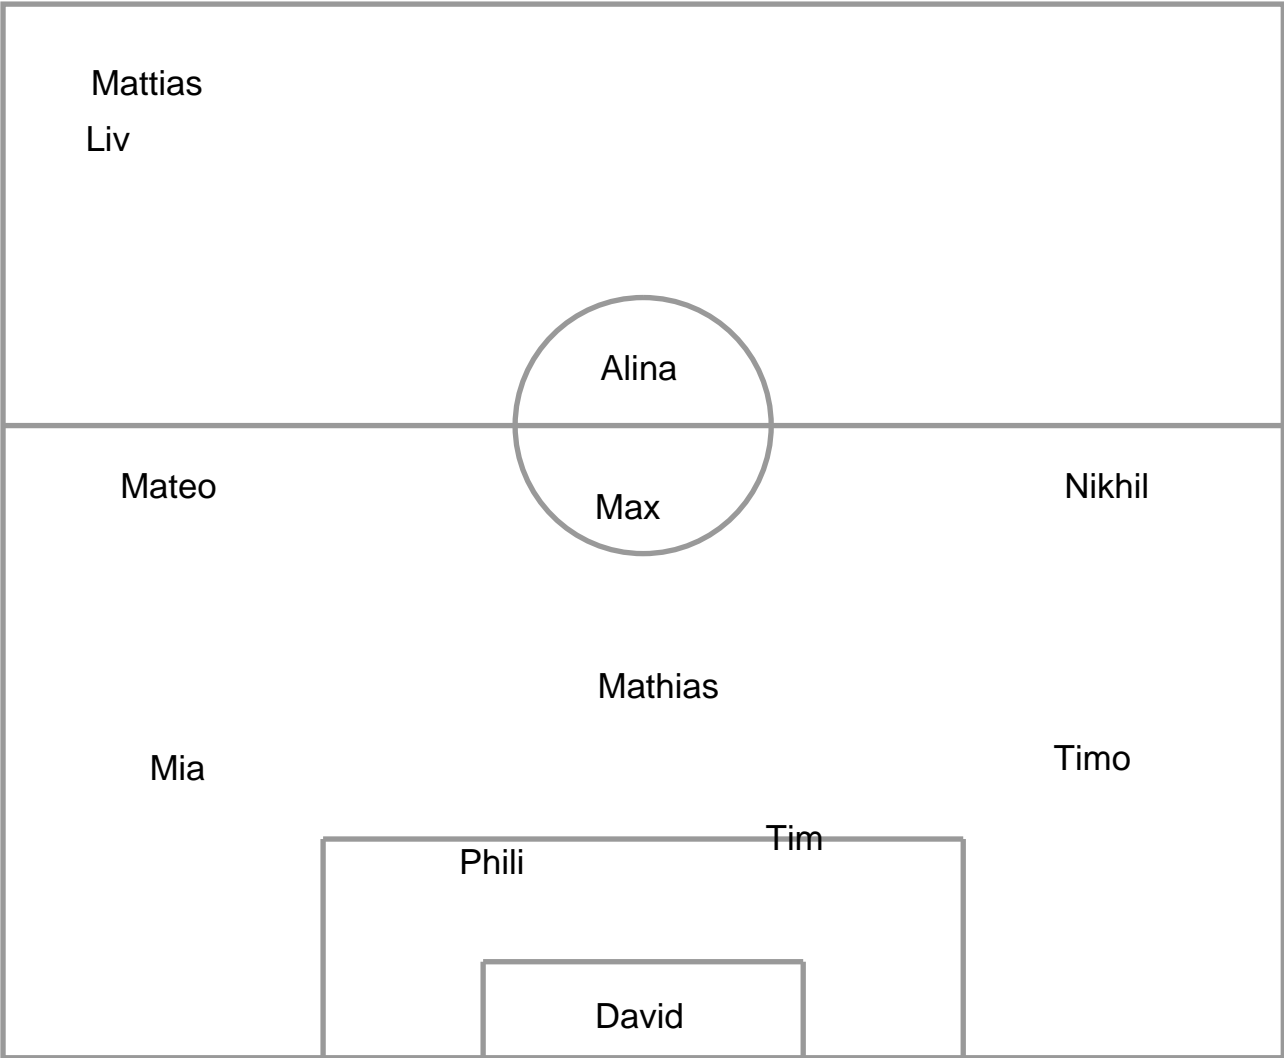 Mattias
Liv
Alina
Mateo
Nikhil
Max
Mathias
Timo
Mia
Tim
Phili
David